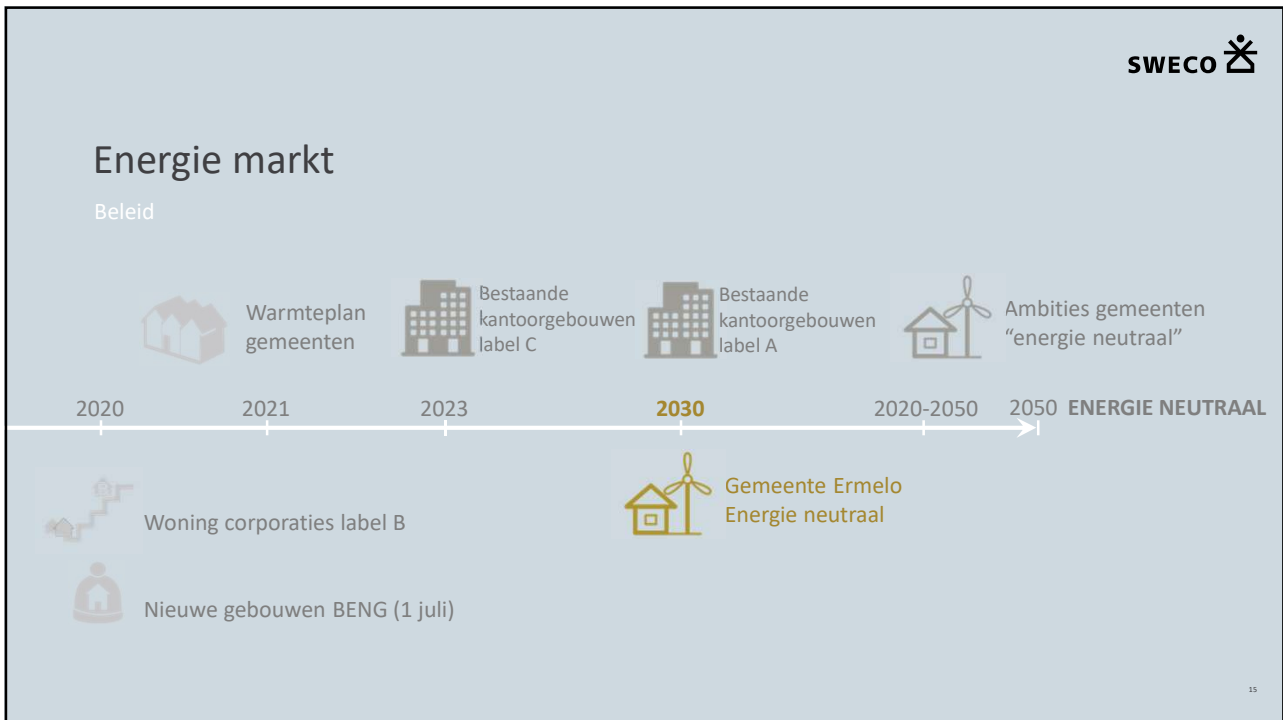 SWECO
Energie markt
Beleid
Warmteplan
gemeenten
Bestaande
kantoorgebouwen
label C
Bestaande
kantoorgebouwen
label A
Ambities gemeenten
“energie neutraal”
2020
2021
2023
2030
2020-2050
2050 ENERGIE NEUTRAAL
Woning corporaties label B
Nieuwe gebouwen BENG (1 juli)
Gemeente Ermelo
Energie neutraal
15